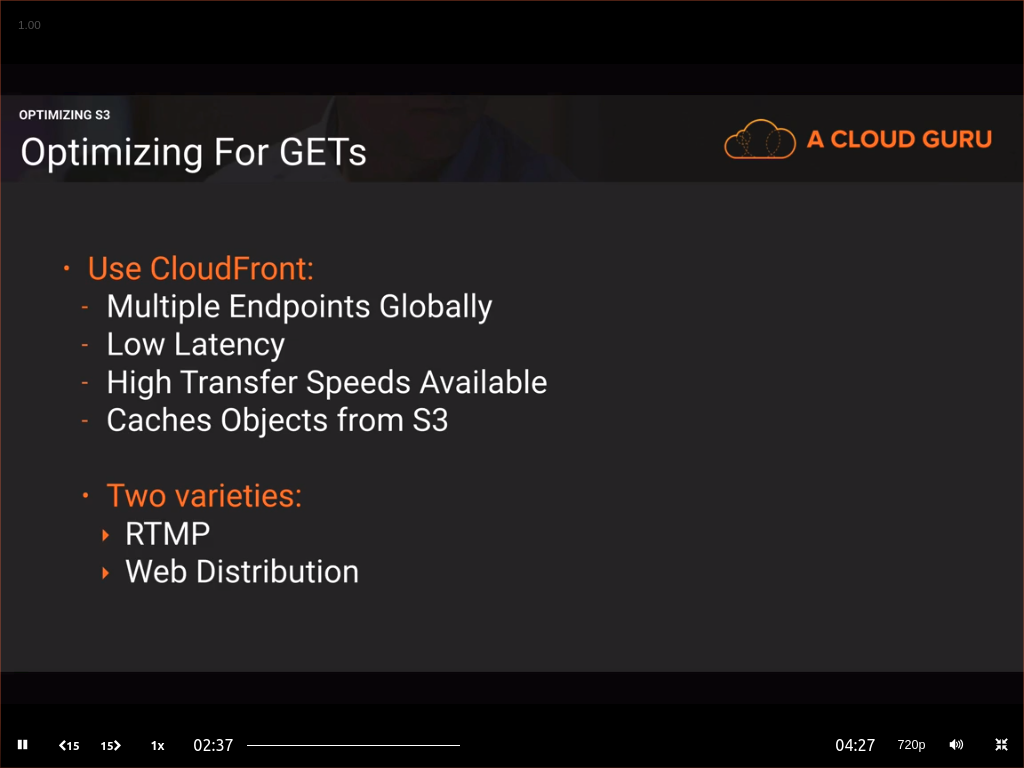 1.00
OPTIMIZING S3
Optimizing For GETs
A CLOUD GURU
• Use CloudFront:
- Multiple Endpoints Globally
- Low Latency
- High Transfer Speeds Available
- Caches Objects from S3
• Two varieties:
‣ RTMP
‣ Web Distribution
15 15 1x 02:37 04:27 720p